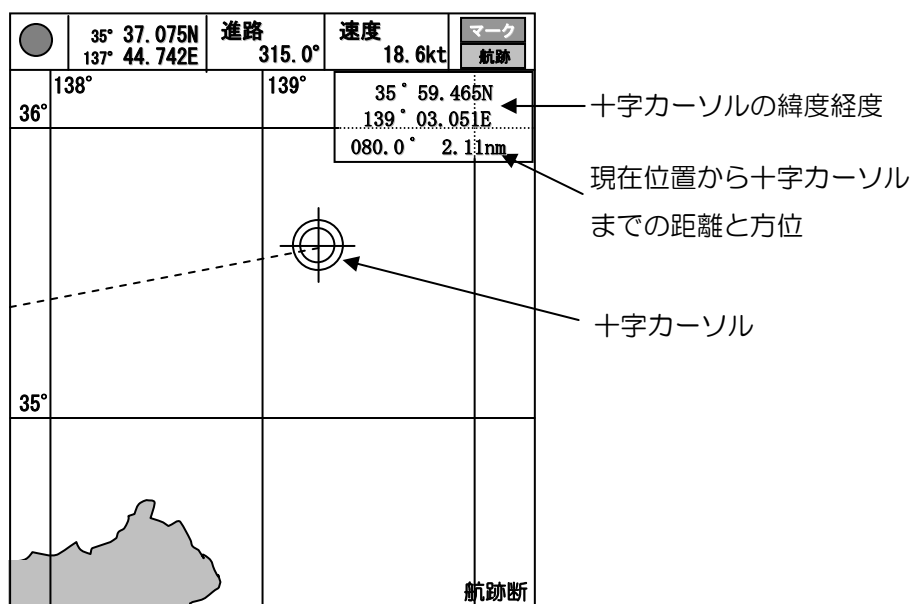 35° 37.075N
137° 44.742E
進路
315.0°
速度
18.6kt
マーク
航跡
138°
139°
36°
35°59.465N
139°03.051E
080.0° 2.11nm
十字カーソルの緯度経度
現在位置から十字カーソル
までの距離と方位
十字カーソル
35°
航跡断